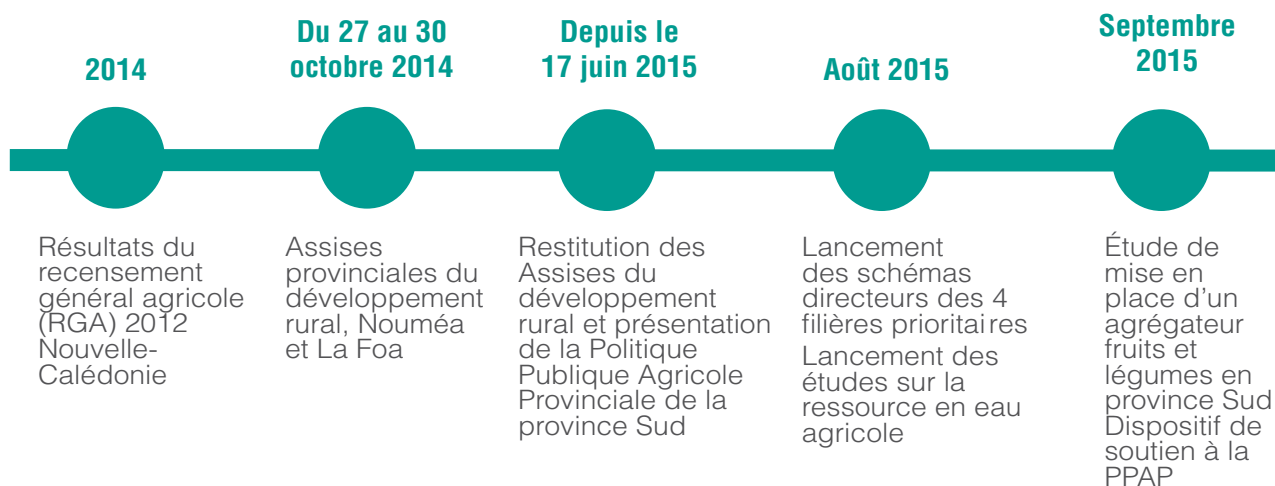 2014
Résultats du
recensement
général agricole
(RGA) 2012
Nouvelle-
Calédonie
Du 27 au 30
octobre 2014
Assises
provinciales du
développement
rural, Nouméa
et La Foa
Depuis le
17 juin 2015
Restitution des
Assises du
développement
rural et présentation
de la Politique
Publique Agricole
Provinciale de la
province Sud
Août 2015
Lancement
des schémas
directeurs des 4
filières prioritaires
Lancement des
études sur la
ressource en eau
agricole
Septembre
2015
Étude de
mise en
place d'un
agrégateur
fruits et
légumes en
province Sud
Dispositif de
soutien à la
PPAP